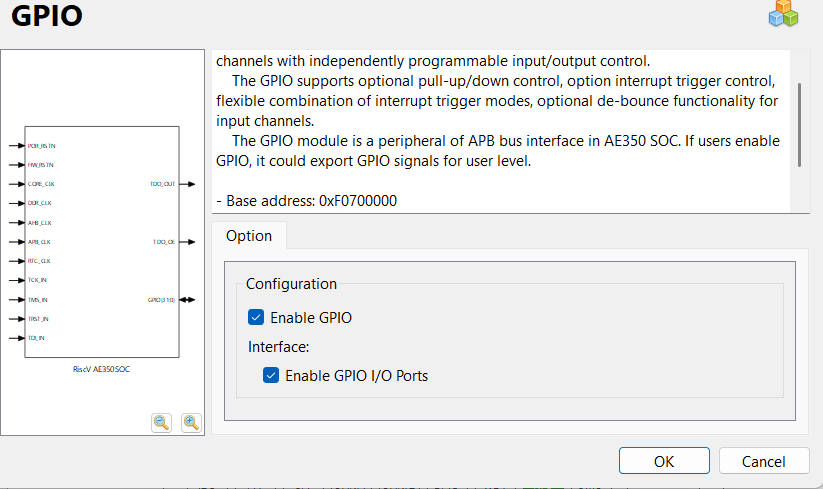 GPIO
channels with independently programmable input/output control.
The GPIO supports optional pull-up/down control, option interrupt trigger control,
flexible combination of interrupt trigger modes, optional de-bounce functionality for
input channels.
The GPIO module is a peripheral of APB bus interface in AE350 SOC. If users enable
GPIO, it could export GPIO signals for user level.
- Base address: 0xF0700000
POR_RSTN
HW_RSTN
CORE_CLK
DDR_CLK
AHB_CLK
APB_CLK
RTC_CLK
TCK_IN
TMS_IN
TRST_IN
TDI_IN
TDO_OUT
TDO_OE
GPIO[31:0]
RiscV AE350 SOC
Option
Configuration
Enable GPIO
Interface:
Enable GPIO I/O Ports
OK
Cancel